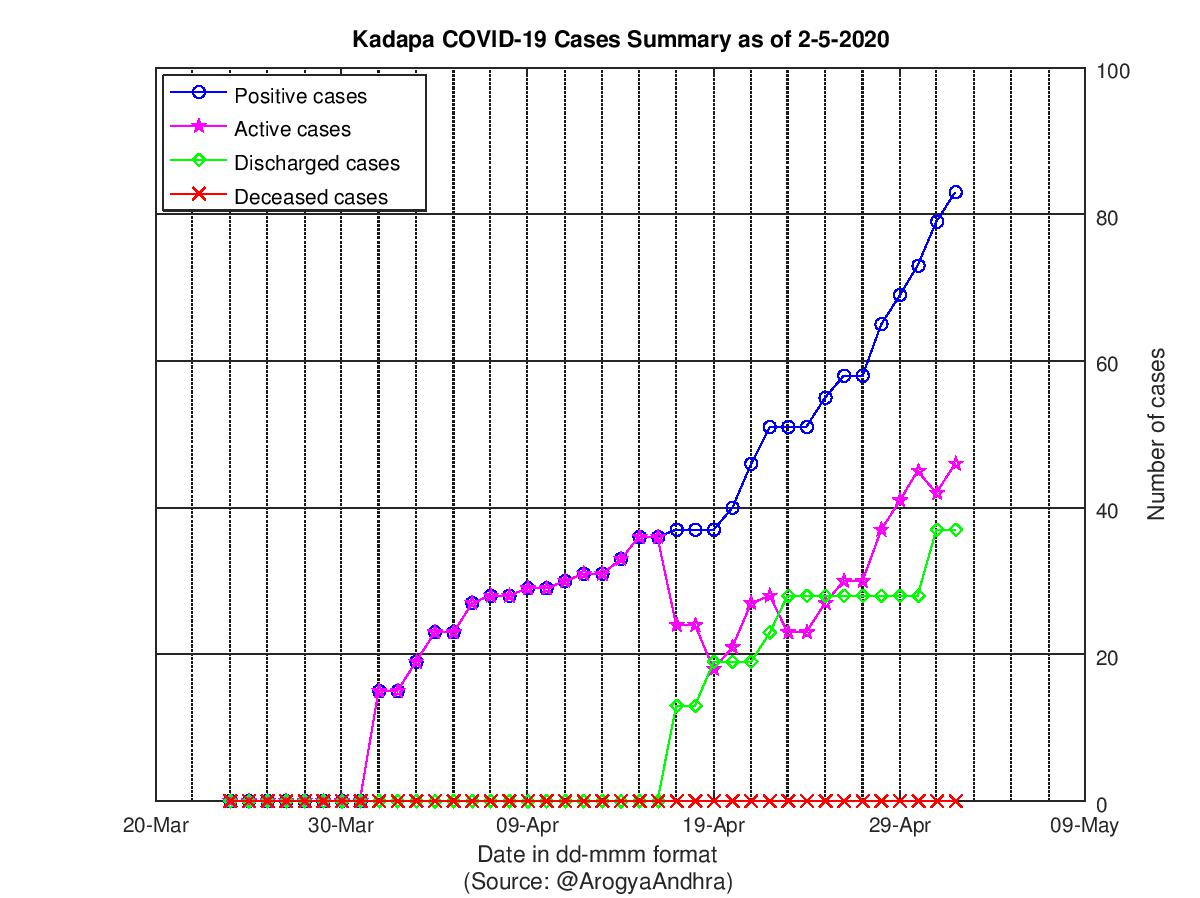 Kadapa COVID-19 Cases Summary as of 2-5-2020
Positive cases
Active cases
Discharged cases
Deceased cases
100
80
60
40
20
0
Number of cases
20-Mar 30-Mar 09-Apr 19-Apr 29-Apr 09-May
Date in dd-mmm format
(Source: @ArogyaAndhra)